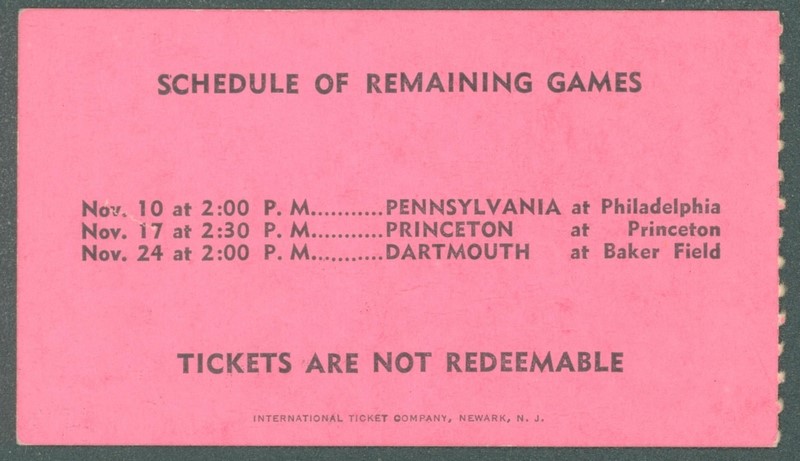 SCHEDULE OF REMAINING GAMES
Nov. 10 at 2:00 P. M...........PENNSYLVANIA at Philadelphia
Nov. 17 at 2:30 P. M...........PRINCETON at Princeton
Nov. 24 at 2:00 P. M...........DARTMOUTH at Baker Field
TICKETS ARE NOT REDEEMABLE
INTERNATIONAL TICKET COMPANY, NEWARK, N. J.